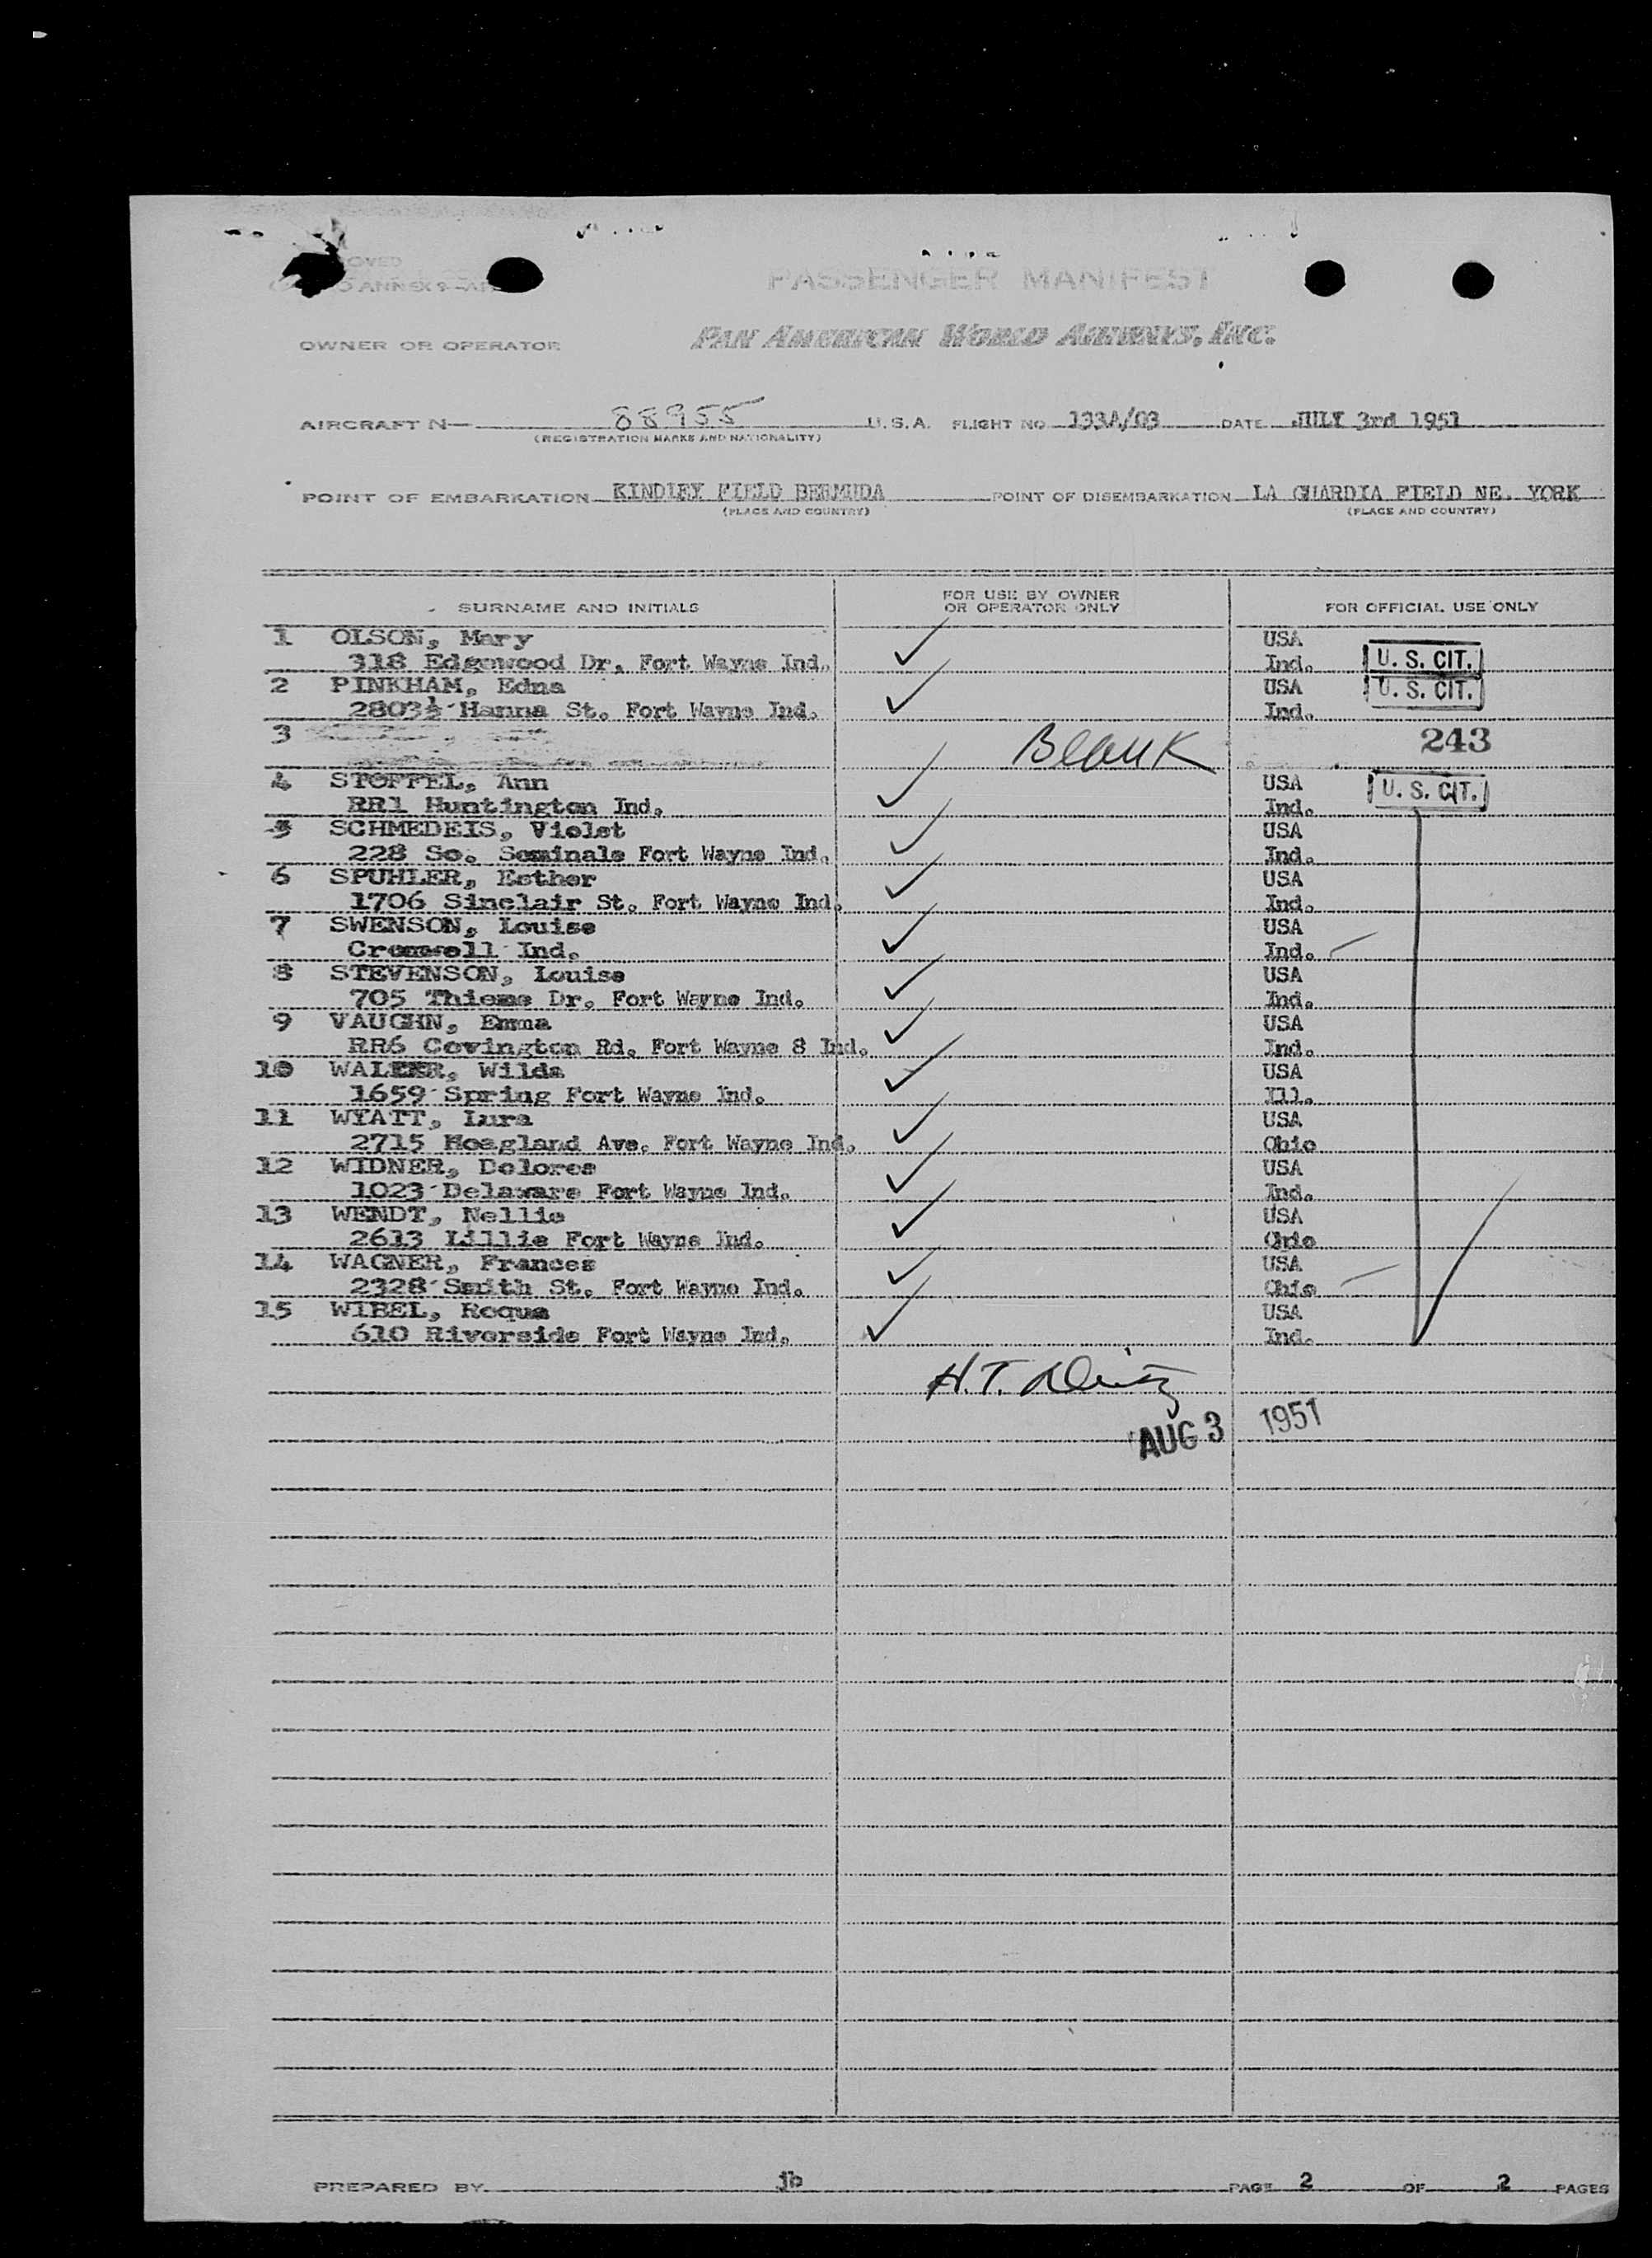 PASSENGER MANIFEST
OWNER OR OPERATOR PAN AMERICAN WORLD AIRWAYS, INC.
AIRCRAFT N— 88955 U.S.A. FLIGHT NO 133A/03 DATE JULY 3rd 1951
(REGISTRATION MARKS AND NATIONALITY)
POINT OF EMBARKATION KINDLEY FIELD BERMUDA POINT OF DISEMBARKATION LA GUARDIA FIELD NE. YORK
(PLACE AND COUNTRY) (PLACE AND COUNTRY)
SURNAME AND INITIALS FOR USE BY OWNER OR OPERATOR ONLY FOR OFFICIAL USE ONLY
1 OLSON, Mary USA
318 Edgewood Dr. Fort Wayne Ind. Ind. U. S. CIT.
2 PINKHAM, Edna USA U. S. CIT.
2803½ Hanna St. Fort Wayne Ind. Ind.
3 Blank 243
4 STOFFEL, Ann USA U. S. CIT.
RR1 Huntington Ind. Ind.
5 SCHMEDEIS, Violet USA
228 So. Seminale Fort Wayne Ind. Ind.
6 SPUHLER, Esther USA
1706 Sinclair St. Fort Wayne Ind. Ind.
7 SWENSON, Louise USA
Cromwell Ind. Ind.
8 STEVENSON, Louise USA
705 Thieme Dr. Fort Wayne Ind. Ind.
9 VAUGHN, Emma USA
RR6 Covington Rd. Fort Wayne 8 Ind. Ind.
10 Wilda USA
1659 Spring Fort Wayne Ind. Ill.
11 WYATT, Lura USA
2715 Hoagland Ave. Fort Wayne Ind. Ohio
12 WIDNER, Dolores USA
1023 Delaware Fort Wayne Ind. Ind.
13 WENDT, Nellie USA
2613 Lillie Fort Wayne Ind. Ohio
14 WAGNER, Frances USA
2328 Smith St. Fort Wayne Ind. Ohio
15 WIBEL, Roqua USA
610 Riverside Fort Wayne Ind. Ind.
H.T.
AUG 3 1951
PREPARED BY jb PAGE 2 OF 2 PAGES